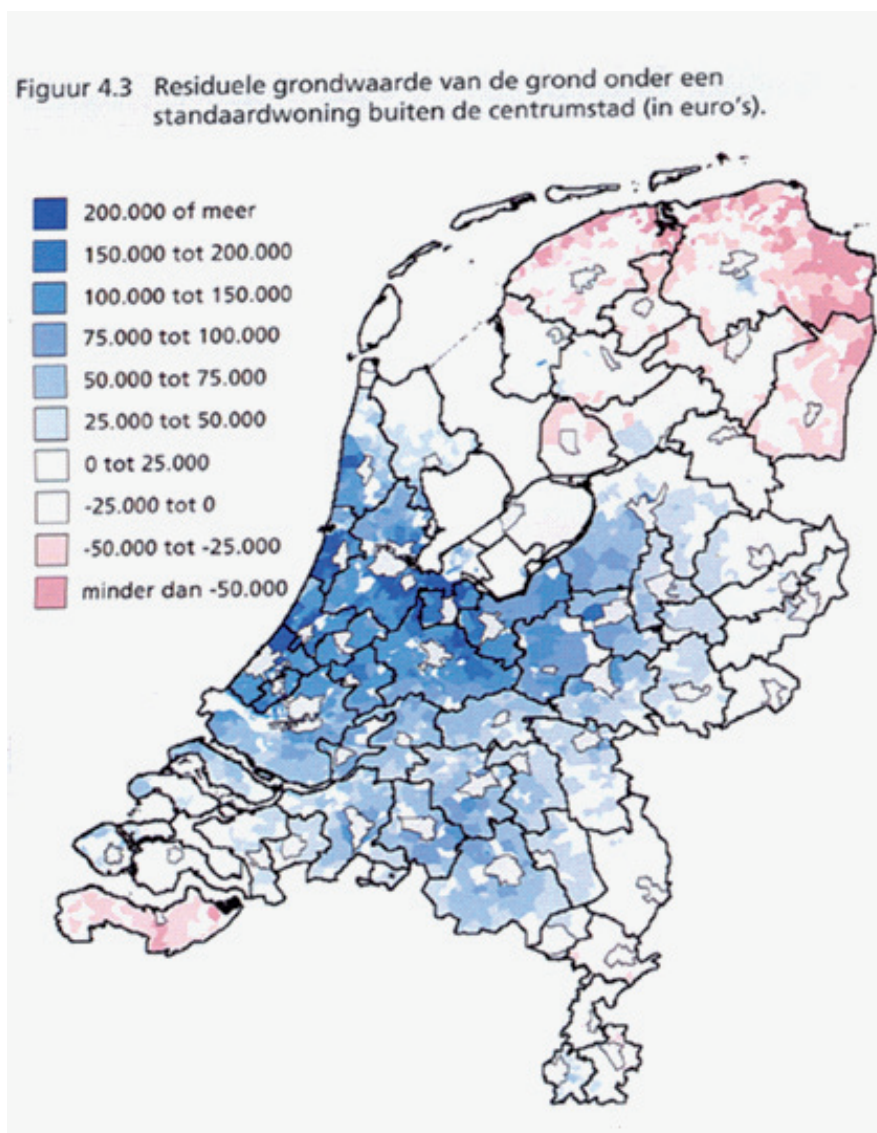 Figuur 4.3 Residuele grondwaarde van de grond onder een
standaardwoning buiten de centrumstad (in euro's).
200.000 of meer
150.000 tot 200.000
100.000 tot 150.000
75.000 tot 100.000
50.000 tot 75.000
25.000 tot 50.000
0 tot 25.000
-25.000 tot 0
-50.000 tot -25.000
minder dan -50.000